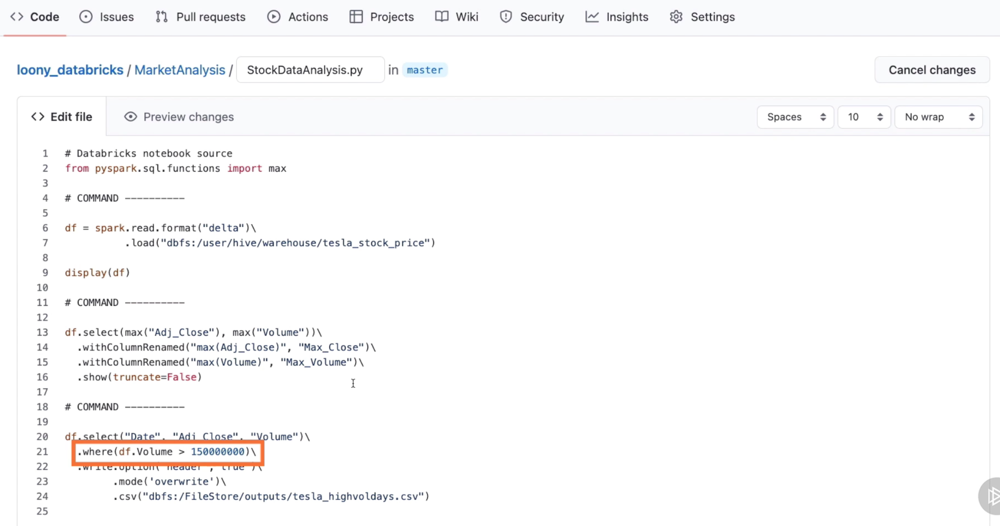 Code Issues Pull requests Actions Projects Wiki Security Insights Settings
loony_databricks / MarketAnalysis / StockDataAnalysis.py in master Cancel changes
Edit file Preview changes Spaces 10 No wrap
1 # Databricks notebook source
2 from pyspark.sql.functions import max
3
4 # COMMAND ----------
5
6 df = spark.read.format("delta")\
7           .load("dbfs:/user/hive/warehouse/tesla_stock_price")
8
9 display(df)
10
11 # COMMAND ----------
12
13 df.select(max("Adj_Close"), max("Volume"))\
14   .withColumnRenamed("max(Adj_Close)", "Max_Close")\
15   .withColumnRenamed("max(Volume)", "Max_Volume")\
16   .show(truncate=False)
17
18 # COMMAND ----------
19
20 df.select("Date", "Adj_Close", "Volume")\
21   .where(df.Volume > 150000000)\
22   .write.option("header", "true")\
23         .mode('overwrite')\
24         .csv("dbfs:/FileStore/outputs/tesla_highvoldays.csv")
25